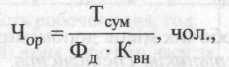 Ч_ор = Т_сум / (Ф_д · К_вн), чол.,